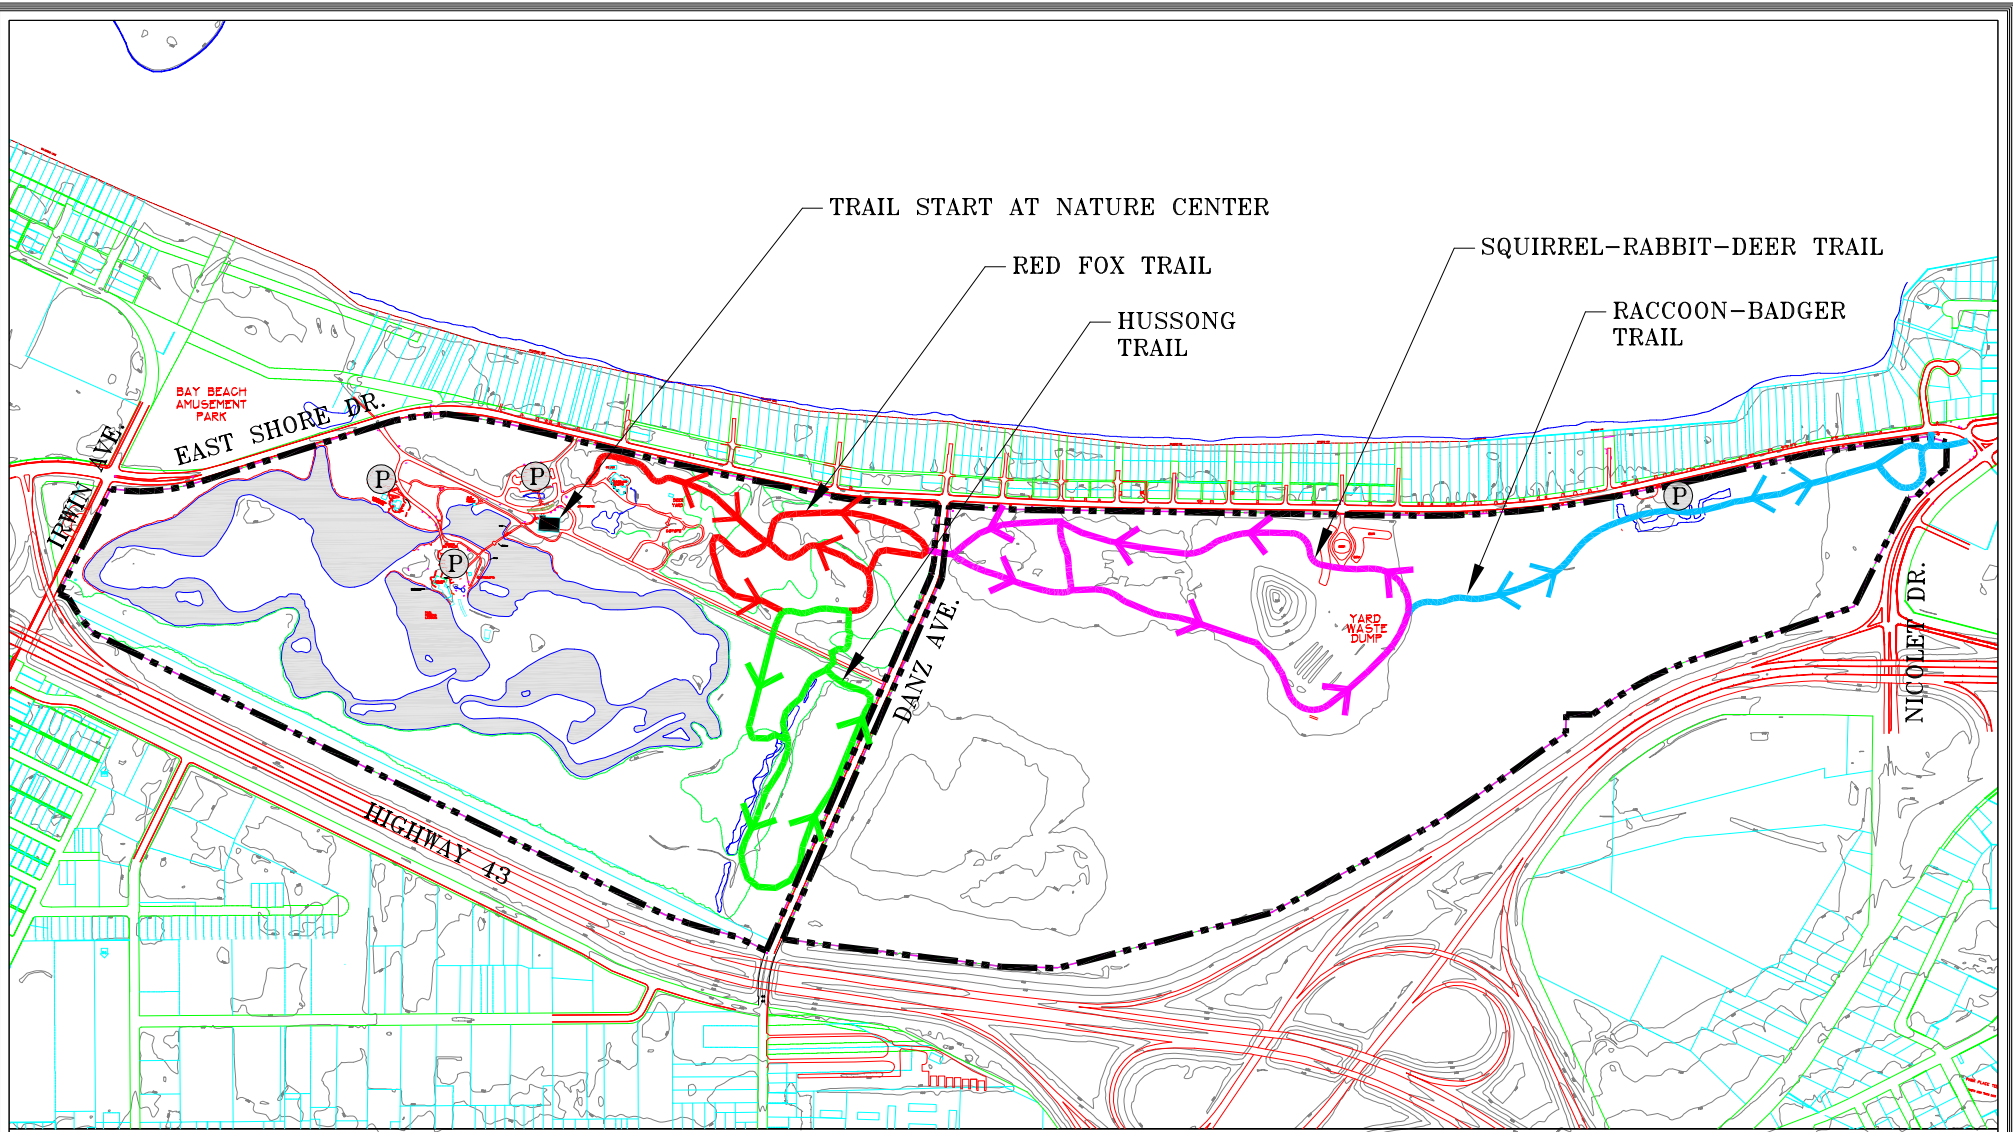 TRAIL START AT NATURE CENTER
SQUIRREL-RABBIT-DEER TRAIL
RED FOX TRAIL
RACCOON-BADGER
TRAIL
HUSSONG
TRAIL
BAY BEACH
AMUSEMENT
PARK
EAST SHORE DR.
IRWIN AVE.
P
P
P
P
YARD
WASTE
DUMP
DANZ AVE.
NICOLET DR.
HIGHWAY 43